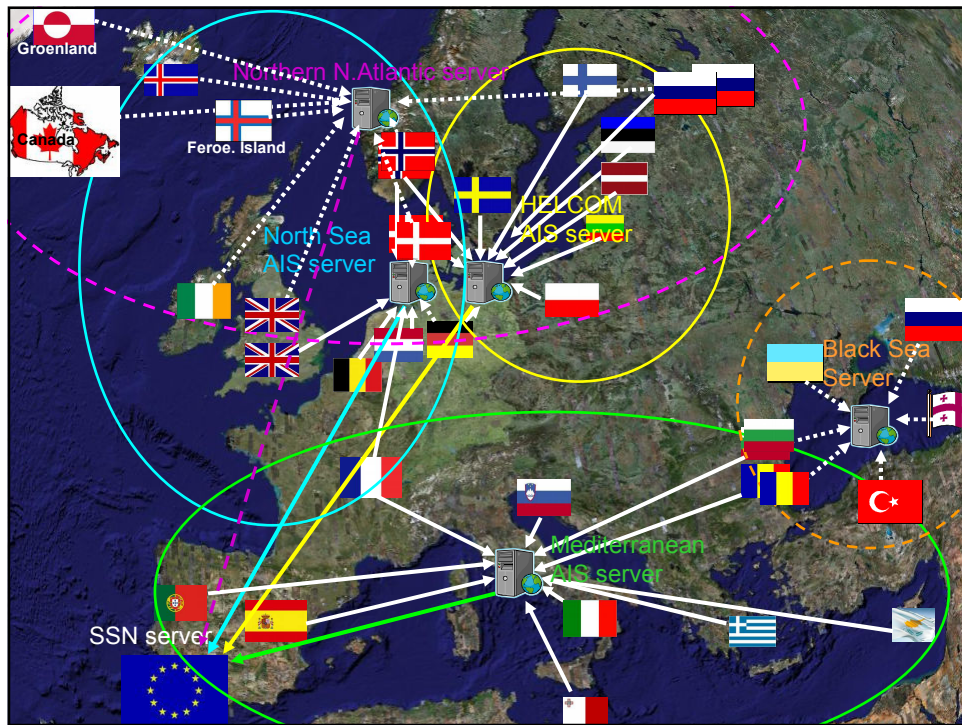 Groenland
Northern N.Atlantic server
Canada
Feroe. Island
HELCOM
AIS server
North Sea
AIS server
Black Sea
Server
Mediterranean
AIS server
SSN server